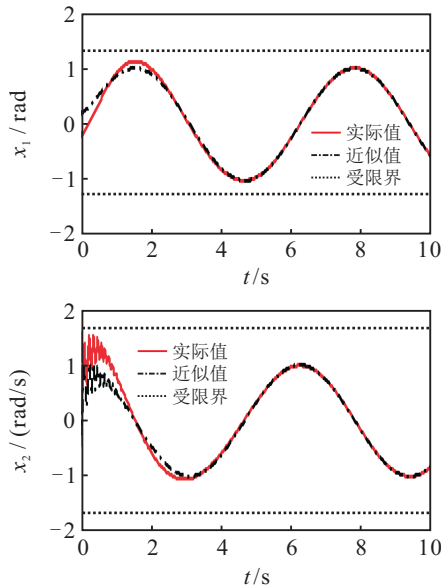 2
1
0
−1
−2
x₁ / rad
实际值
近似值
受限界
0 2 4 6 8 10
t/s
2
1
0
−1
−2
x₂ / (rad/s)
实际值
近似值
受限界
0 2 4 6 8 10
t/s